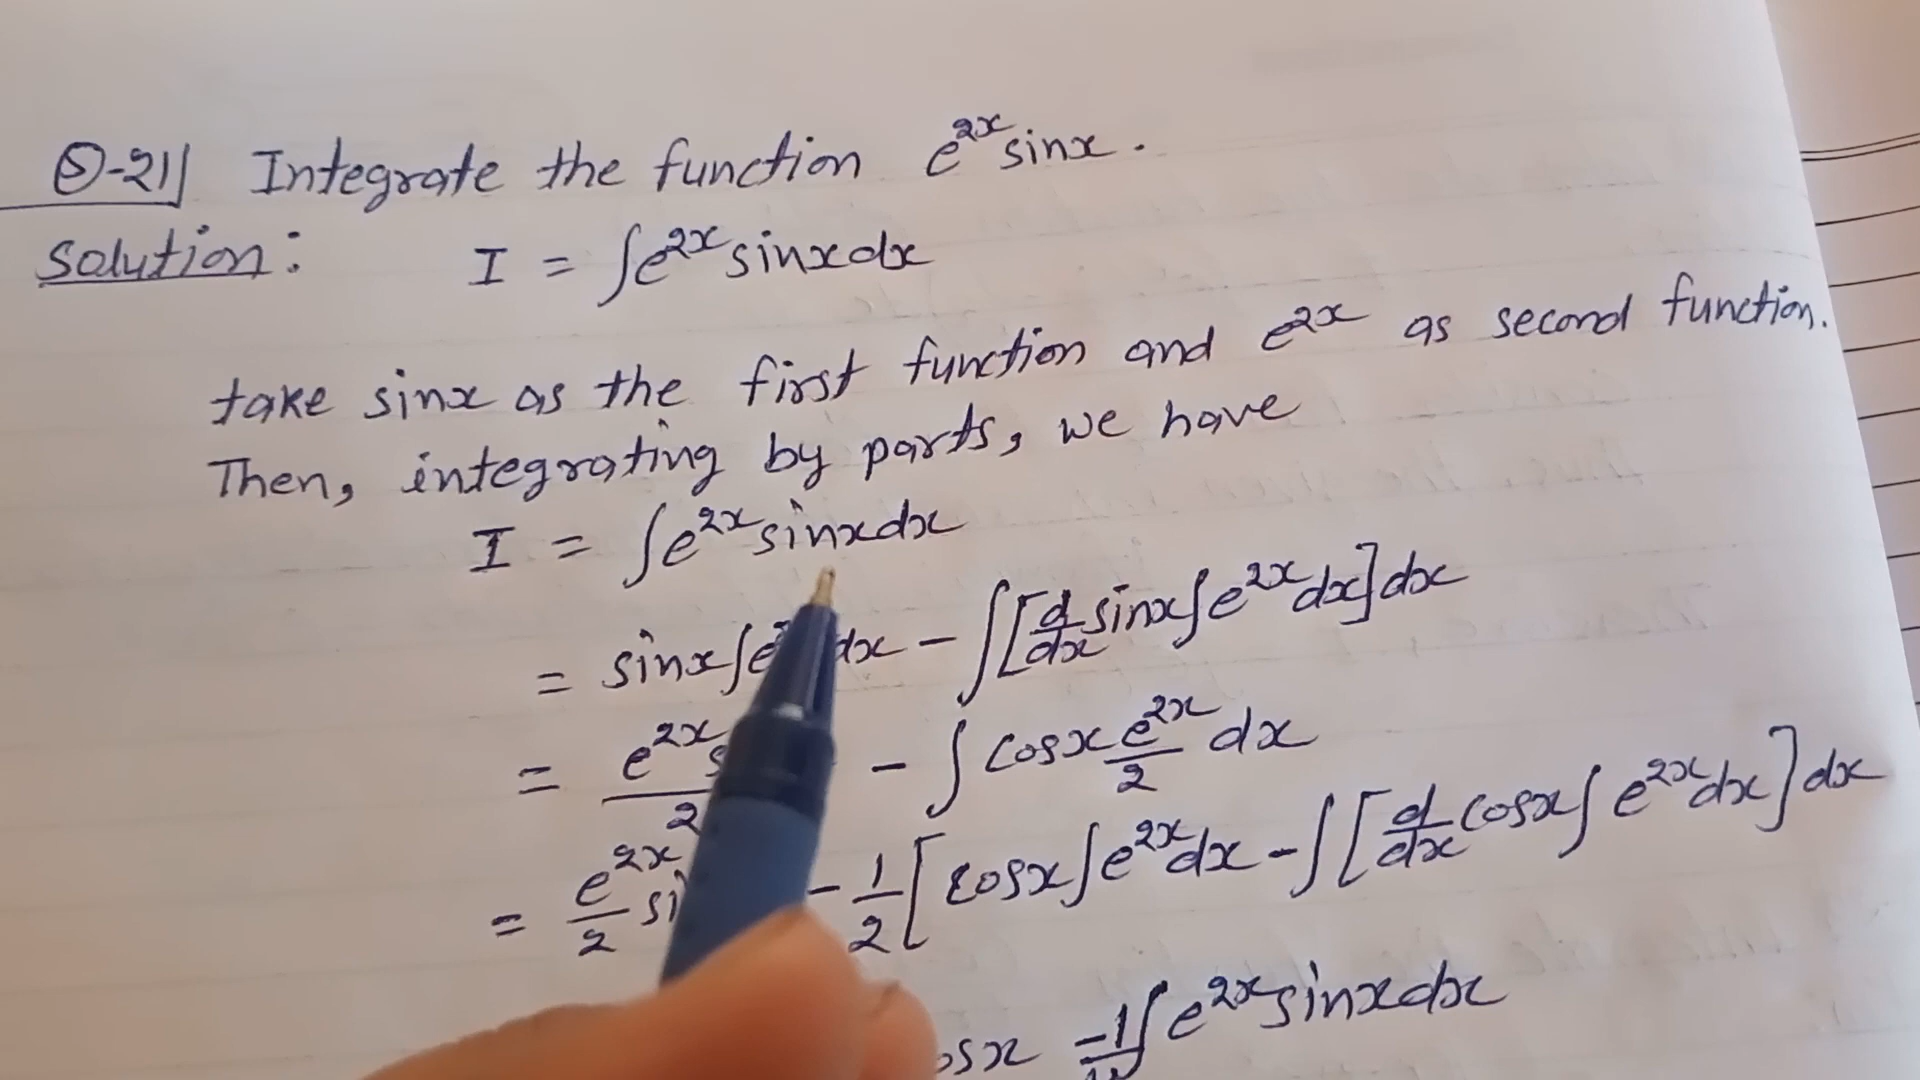 Q-21| Integrate the function e^{2x} sinx.
Solution: I = ∫e^{2x} sinx dx
take sinx as the first function and e^{2x} as second function.
Then, integrating by parts, we have
I = ∫e^{2x} sinx dx
= sinx∫e dx - ∫[d/dx sinx∫e^{2x}dx]dx
= e^{2x}s /2 - ∫ cosx e^{2x}/2 dx
= e^{2x}/2 si - 1/2 [cosx∫e^{2x}dx - ∫[d/dx cosx∫e^{2x}dx]dx
osx -1/ ∫e^{2x}sinx dx